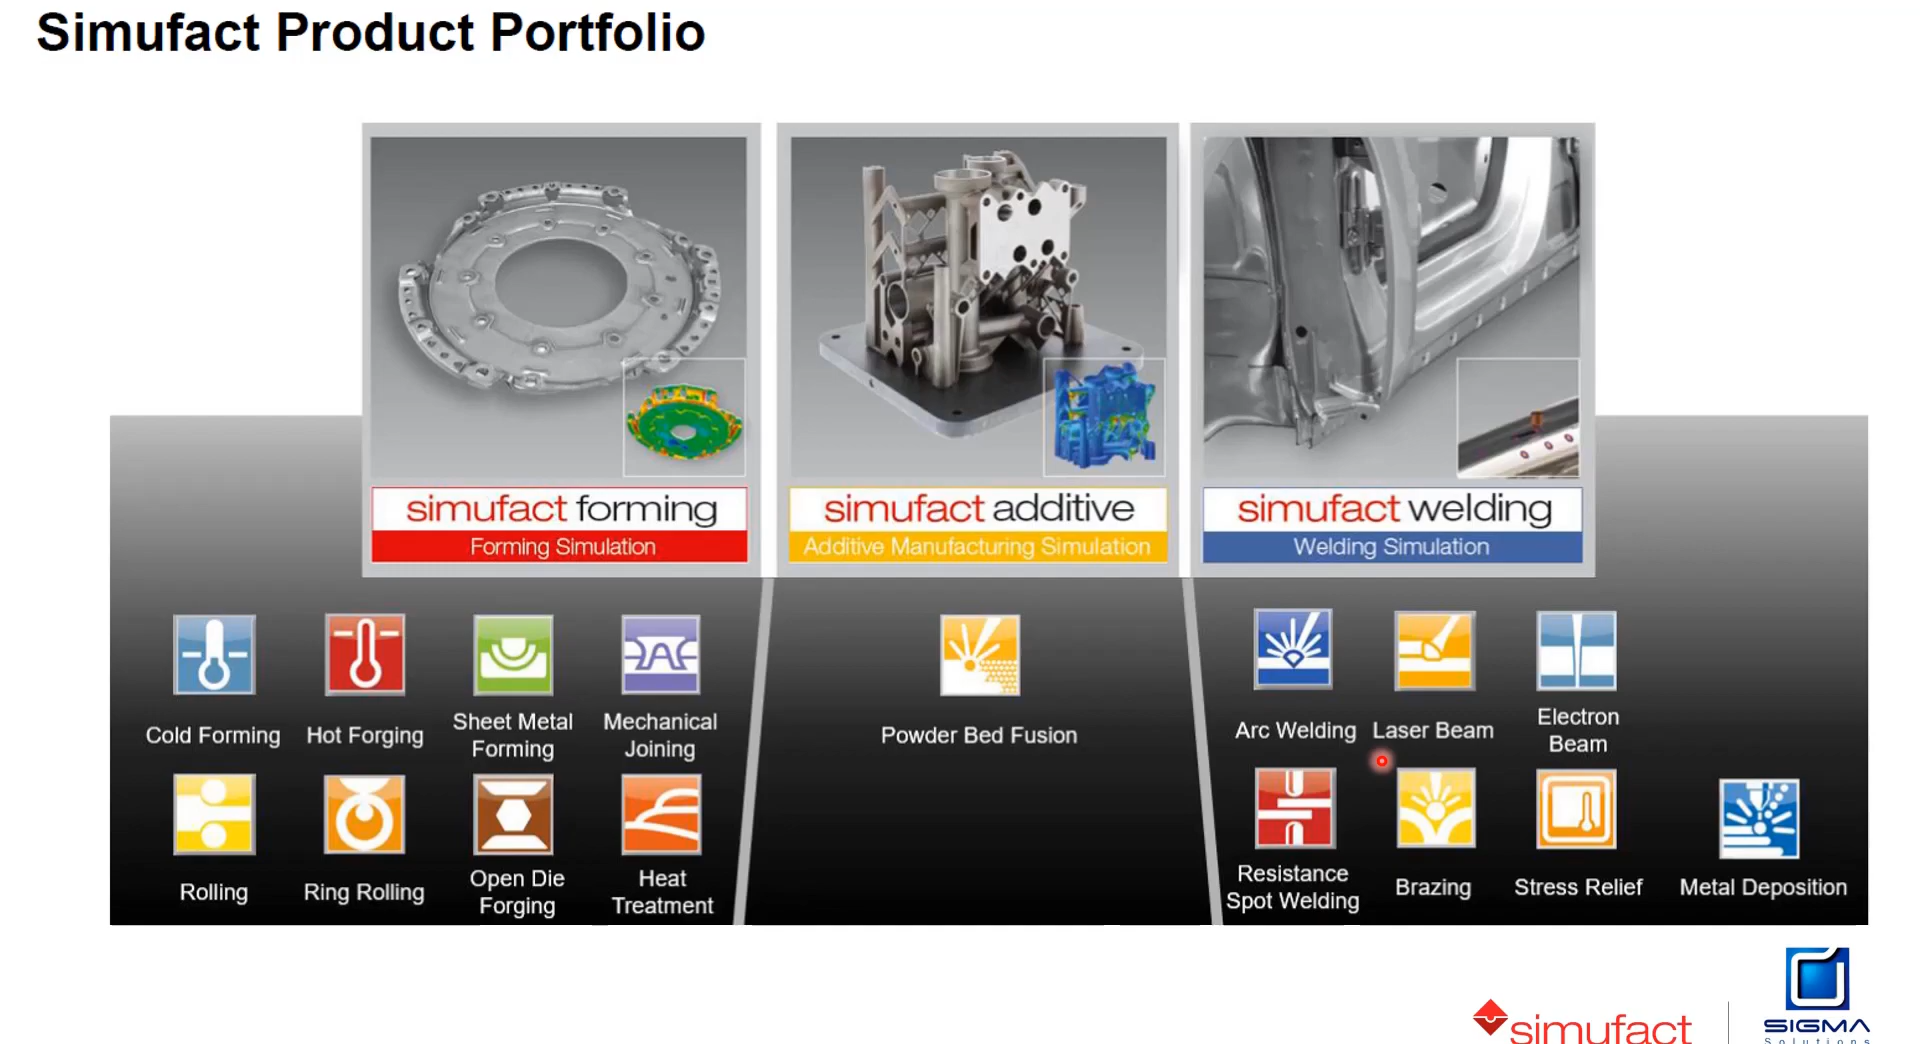 Simufact Product Portfolio
simufact forming
Forming Simulation
simufact additive
Additive Manufacturing Simulation
simufact welding
Welding Simulation
Cold Forming
Hot Forging
Sheet Metal
Forming
Mechanical
Joining
Rolling
Ring Rolling
Open Die
Forging
Heat
Treatment
Powder Bed Fusion
Arc Welding
Laser Beam
Electron
Beam
Resistance
Spot Welding
Brazing
Stress Relief
Metal Deposition
simufact
SIGMA
Solutions